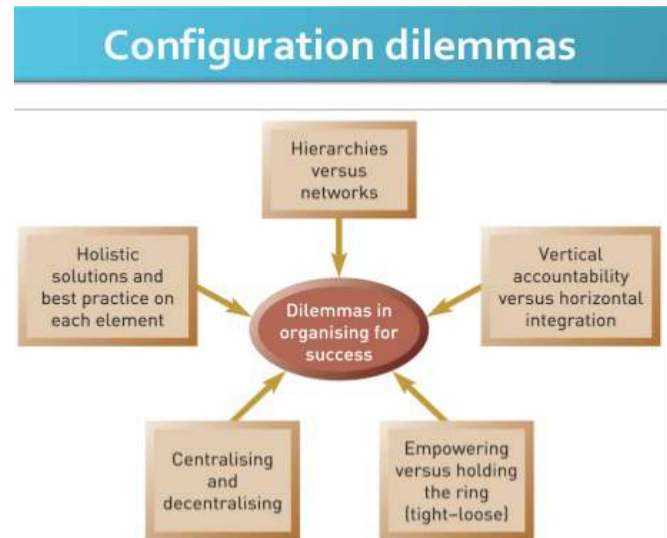 Configuration dilemmas
Hierarchies
versus
networks
Holistic
solutions and
best practice on
each element
Vertical
accountability
versus horizontal
integration
Dilemmas in
organising for
success
Centralising
and
decentralising
Empowering
versus holding
the ring
(tight–loose)